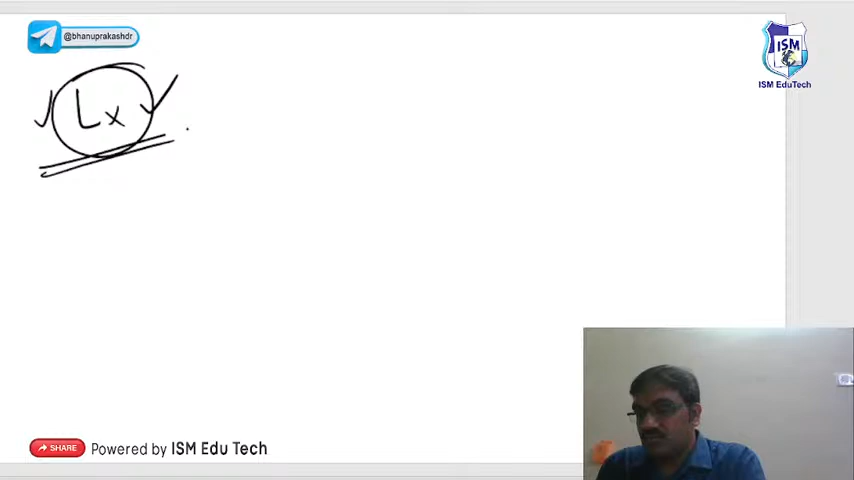 @bhanuprakashdr
ISM
ISM EduTech
Lx
SHARE
Powered by ISM Edu Tech